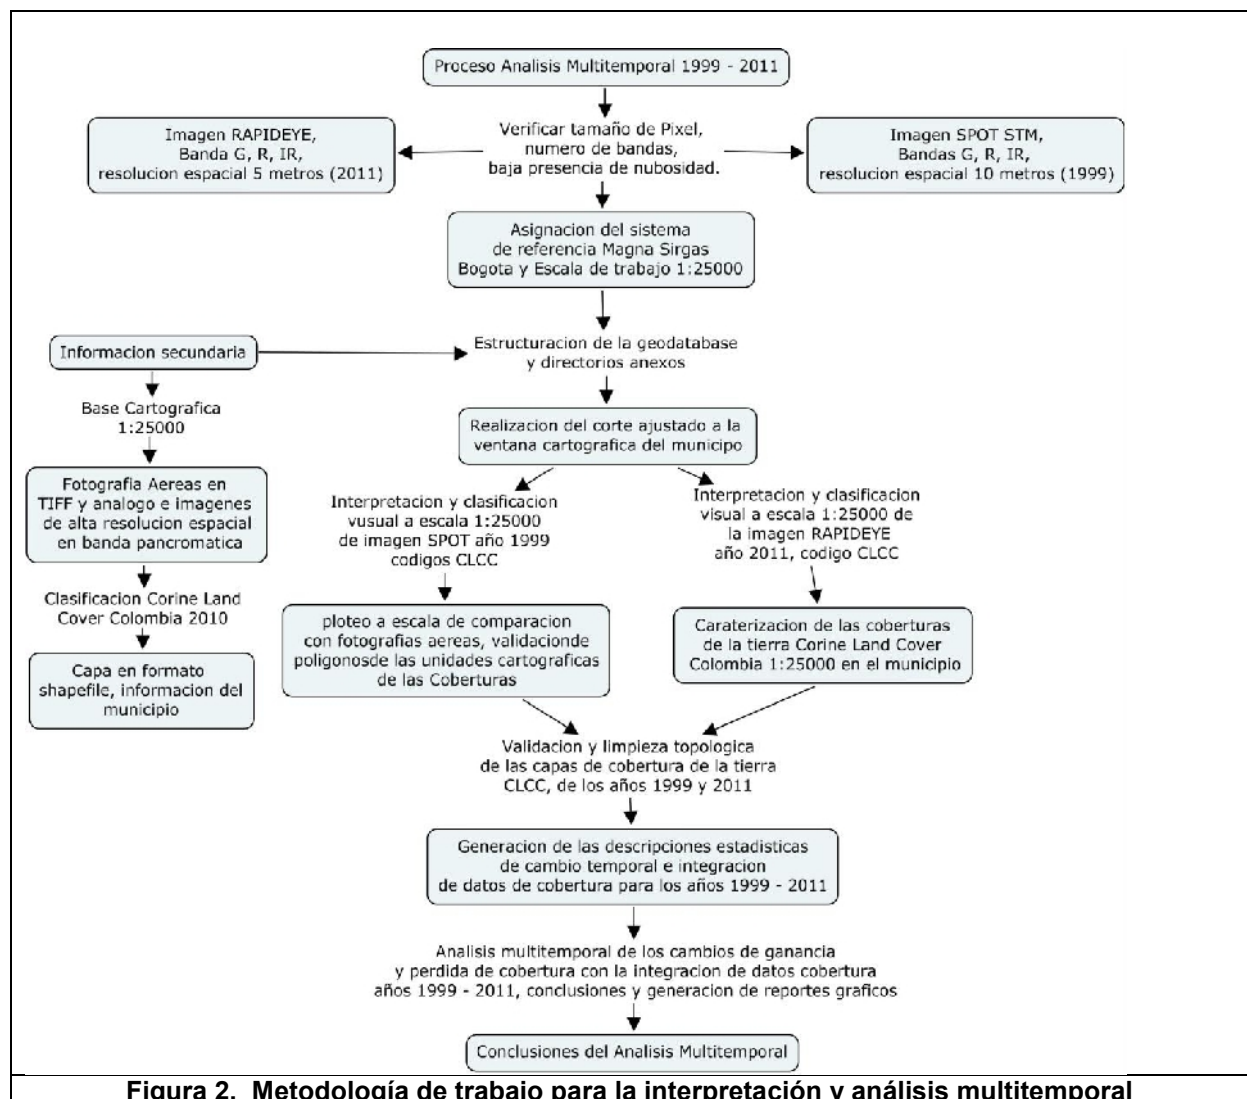 Proceso Analisis Multitemporal 1999 - 2011
Imagen RAPIDEYE,
Banda G, R, IR,
resolucion espacial 5 metros (2011)
Verificar tamaño de Pixel,
numero de bandas,
baja presencia de nubosidad.
Imagen SPOT STM,
Bandas G, R, IR,
resolucion espacial 10 metros (1999)
Asignacion del sistema
de referencia Magna Sirgas
Bogota y Escala de trabajo 1:25000
Informacion secundaria
Estructuracion de la geodatabase
y directorios anexos
Base Cartografica
1:25000
Realizacion del corte ajustado a la
ventana cartografica del municipo
Fotografia Aereas en
TIFF y analogo e imagenes
de alta resolucion espacial
en banda pancromatica
Interpretacion y clasificacion
vusual a escala 1:25000
de imagen SPOT año 1999
codigos CLCC
Interpretacion y clasificacion
visual a escala 1:25000 de
la imagen RAPIDEYE
año 2011, codigo CLCC
Clasificacion Corine Land
Cover Colombia 2010
ploteo a escala de comparacion
con fotografias aereas, validacionde
poligonosde las unidades cartograficas
de las Coberturas
Caraterizacion de las coberturas
de la tierra Corine Land Cover
Colombia 1:25000 en el municipio
Capa en formato
shapefile, informacion del
municipio
Validacion y limpieza topologica
de las capas de cobertura de la tierra
CLCC, de los años 1999 y 2011
Generacion de las descripciones estadisticas
de cambio temporal e integracion
de datos de cobertura para los años 1999 - 2011
Analisis multitemporal de los cambios de ganancia
y perdida de cobertura con la integracion de datos cobertura
años 1999 - 2011, conclusiones y generacion de reportes graficos
Conclusiones del Analisis Multitemporal
Figura 2. Metodología de trabajo para la interpretación y análisis multitemporal